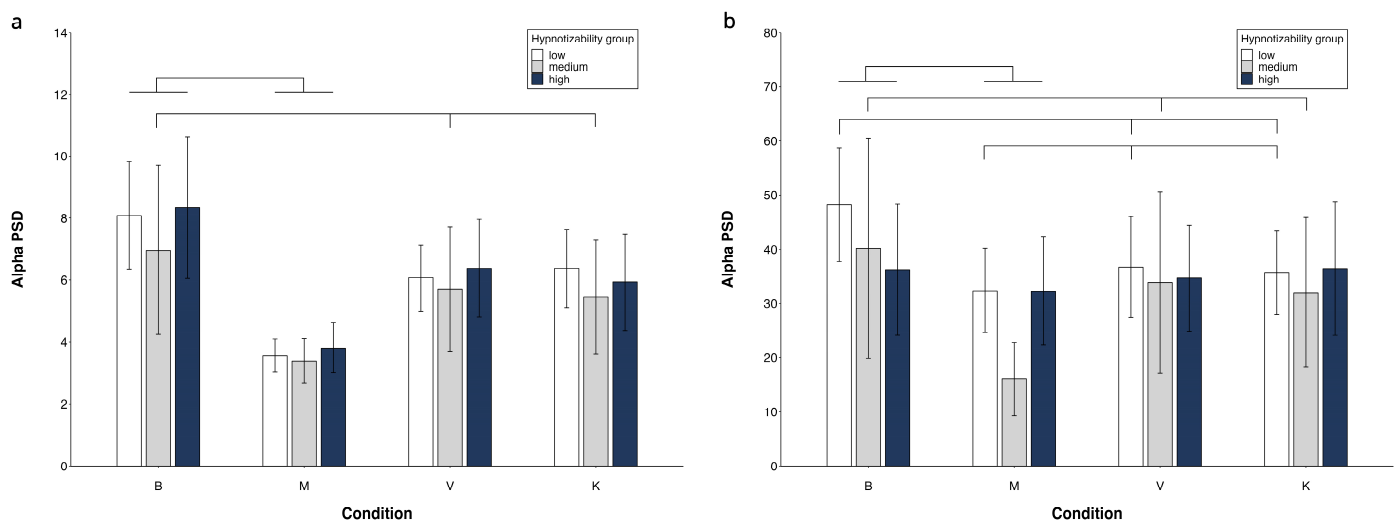 a
14
12
10
8
6
4
2
0
Alpha PSD
Hypnotizability group
low
medium
high
B M V K
Condition
b
80
70
60
50
40
30
20
10
0
Alpha PSD
Hypnotizability group
low
medium
high
B M V K
Condition